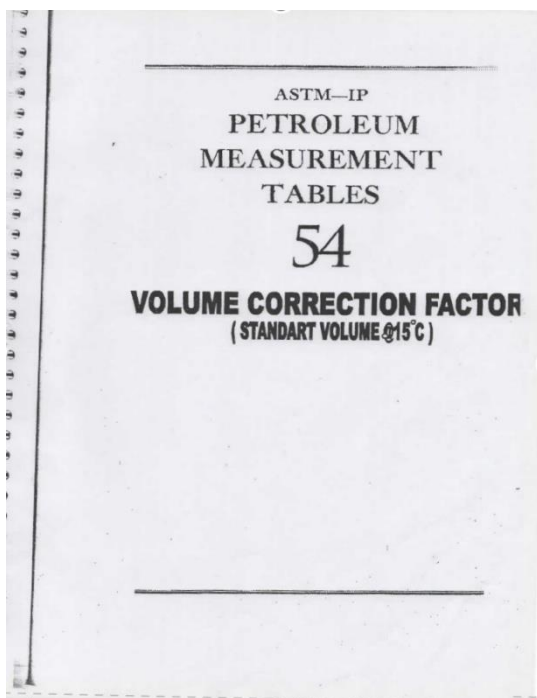 ASTM—IP
PETROLEUM
MEASUREMENT
TABLES
54
VOLUME CORRECTION FACTOR
( STANDART VOLUME @15°C )